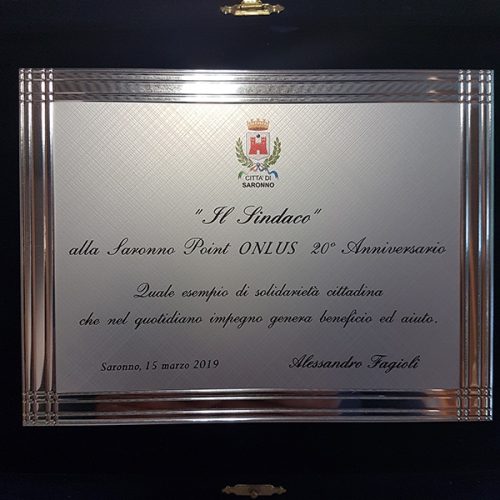 CITTA' DI
SARONNO
"Il Sindaco"
alla Saronno Point ONLUS 20° Anniversario
Quale esempio di solidarietà cittadina
che nel quotidiano impegno genera beneficio ed aiuto.
Saronno, 15 marzo 2019 Alessandro Fagioli